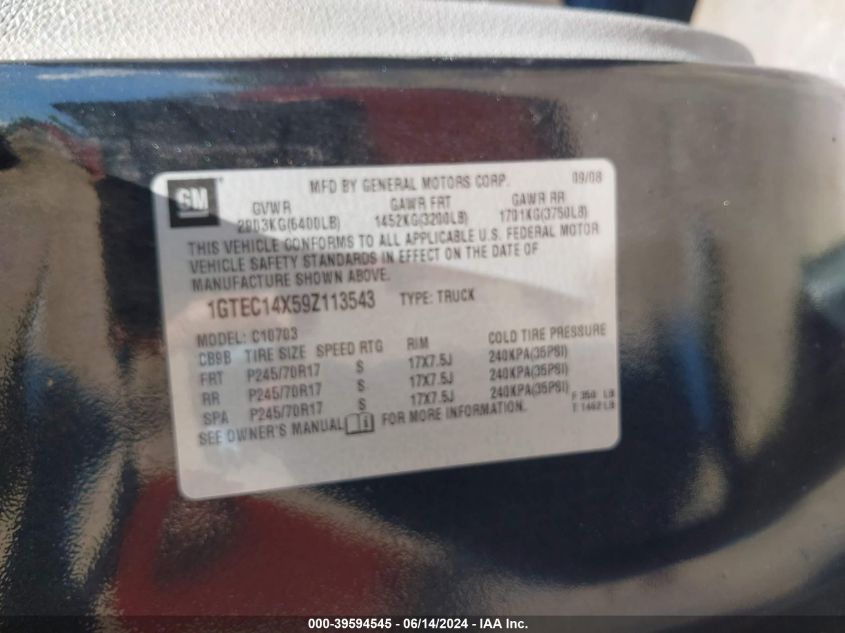 GM MFD BY GENERAL MOTORS CORP. 09/08
GVWR GAWR FRT GAWR RR
2903KG(6400LB) 1452KG(3200LB) 1701KG(3750LB)
THIS VEHICLE CONFORMS TO ALL APPLICABLE U.S. FEDERAL MOTOR
VEHICLE SAFETY STANDARDS IN EFFECT ON THE DATE OF
MANUFACTURE SHOWN ABOVE.
1GTEC14X59Z113543 TYPE: TRUCK
MODEL: C10703
CB9B TIRE SIZE SPEED RTG RIM COLD TIRE PRESSURE
FRT P245/70R17 S 17X7.5J 240KPA(35PSI)
RR P245/70R17 S 17X7.5J 240KPA(35PSI)
SPA P245/70R17 S 17X7.5J 240KPA(35PSI)
SEE OWNER'S MANUAL i FOR MORE INFORMATION.
F 350 LB
T 1462 LB
000-39594545 - 06/14/2024 - IAA Inc.